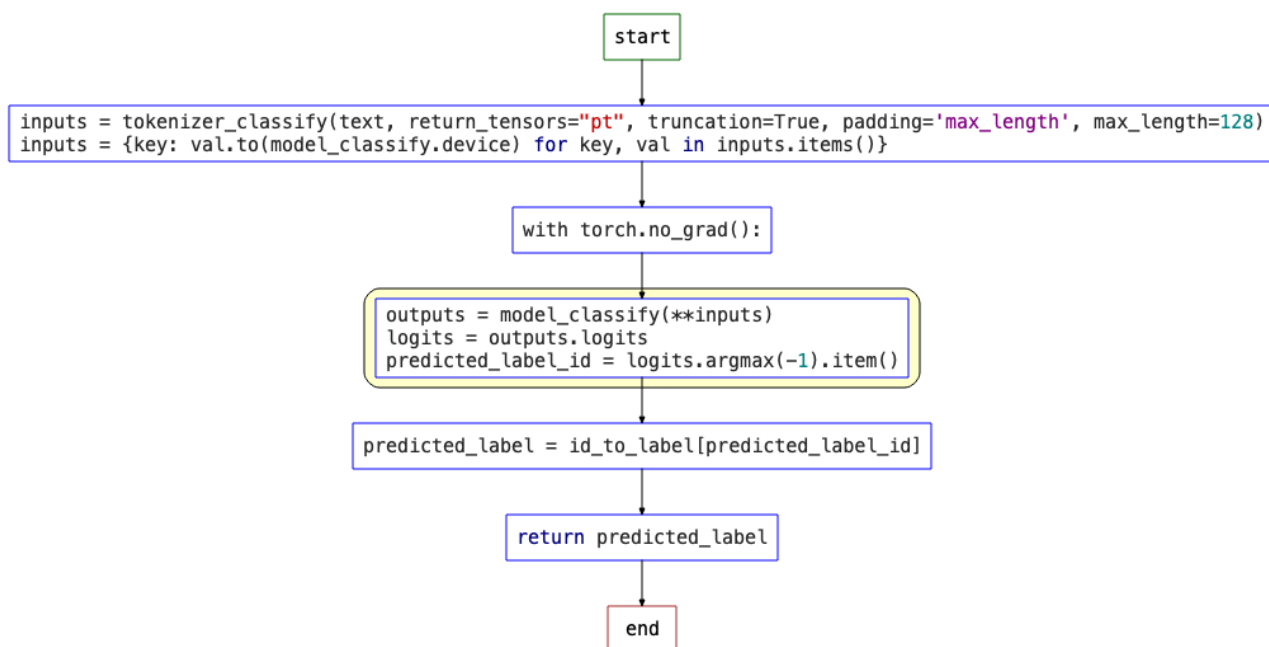 start
inputs = tokenizer_classify(text, return_tensors="pt", truncation=True, padding='max_length', max_length=128)
inputs = {key: val.to(model_classify.device) for key, val in inputs.items()}
with torch.no_grad():
outputs = model_classify(**inputs)
logits = outputs.logits
predicted_label_id = logits.argmax(-1).item()
predicted_label = id_to_label[predicted_label_id]
return predicted_label
end